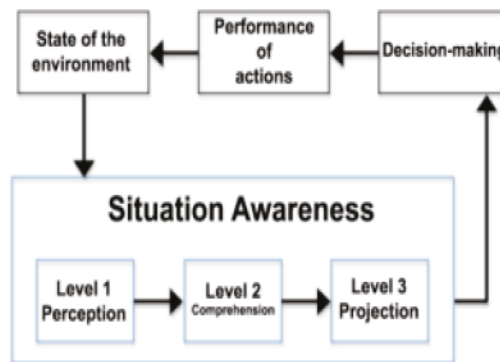 State of the
environment
Performance
of
actions
Decision-making
Situation Awareness
Level 1
Perception
Level 2
Comprehension
Level 3
Projection